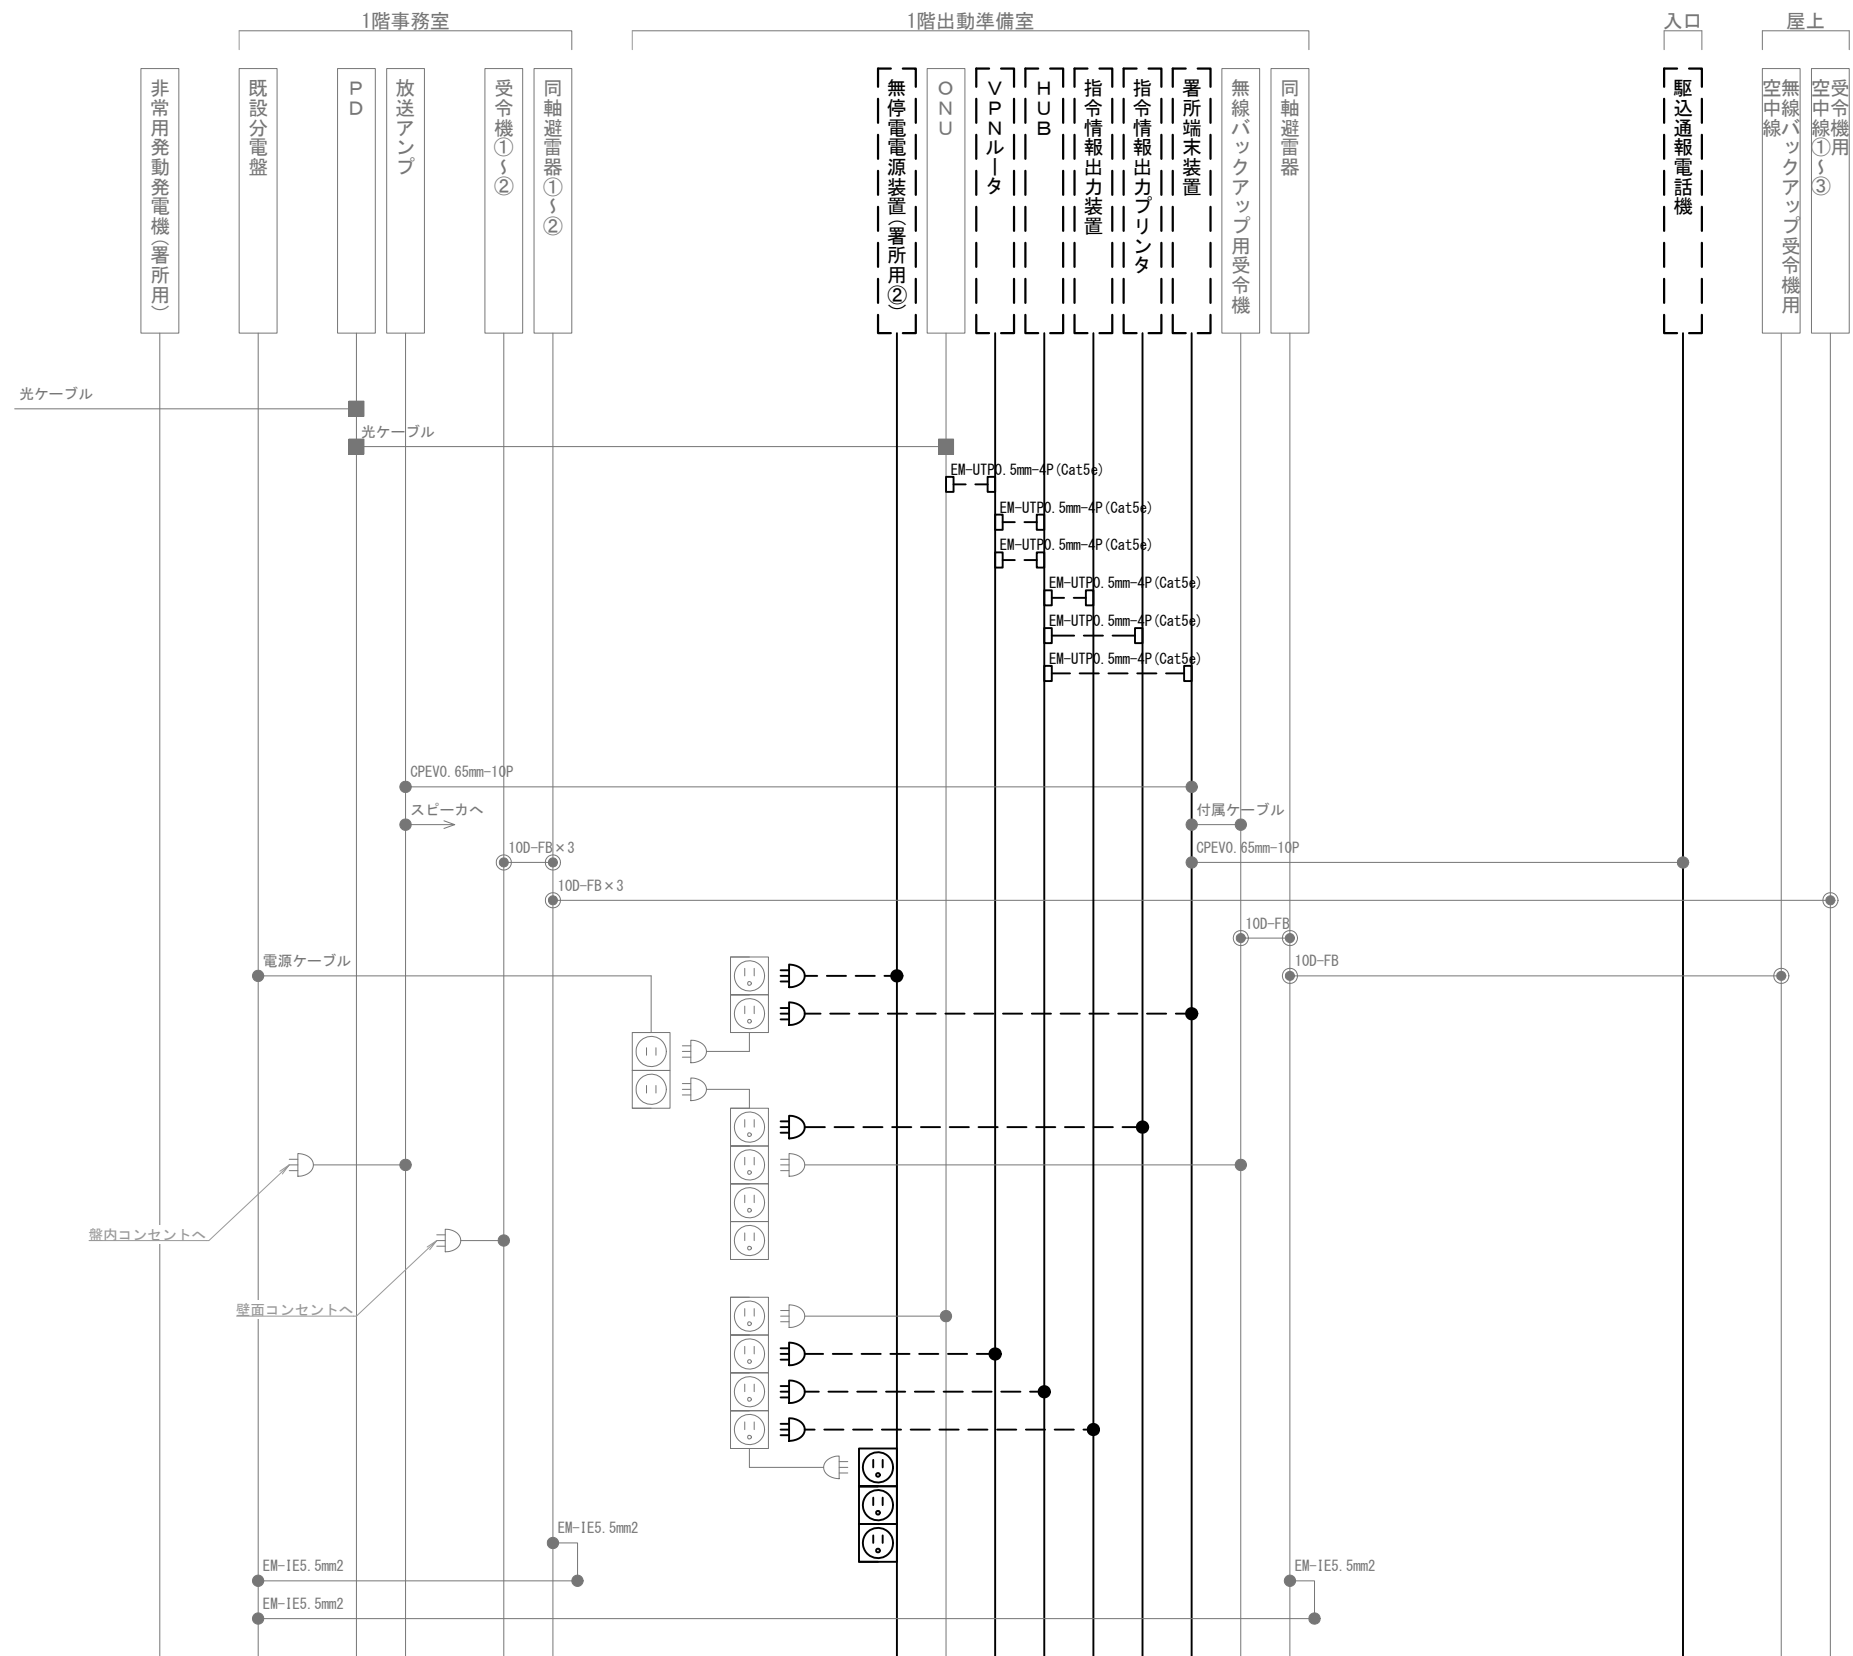 1階事務室
1階出動準備室
入口
屋上
非常用発動発電機(署所用)
既設分電盤
PD
放送アンプ
受令機①~②
同軸避雷器①~②
無停電電源装置(署所用②)
ONU
VPNルータ
HUB
指令情報出力装置
指令情報出力プリンタ
署所端末装置
無線バックアップ用受令機
同軸避雷器
駆込通報電話機
無線バックアップ受令機用
空中線
受令機用
空中線①~③
光ケーブル
光ケーブル
EM-UTP0.5mm-4P(Cat5e)
EM-UTP0.5mm-4P(Cat5e)
EM-UTP0.5mm-4P(Cat5e)
EM-UTP0.5mm-4P(Cat5e)
EM-UTP0.5mm-4P(Cat5e)
EM-UTP0.5mm-4P(Cat5e)
CPEV0.65mm-10P
スピーカへ
付属ケーブル
10D-FB×3
CPEV0.65mm-10P
10D-FB×3
10D-FB
電源ケーブル
10D-FB
盤内コンセントへ
壁面コンセントへ
EM-IE5.5mm2
EM-IE5.5mm2
EM-IE5.5mm2
EM-IE5.5mm2